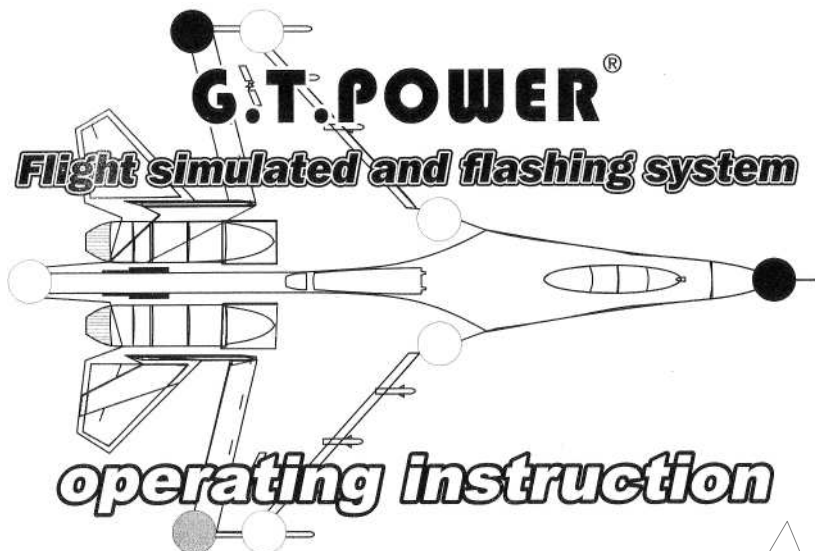 G.T.POWER®
Flight simulated and flashing system
operating instruction